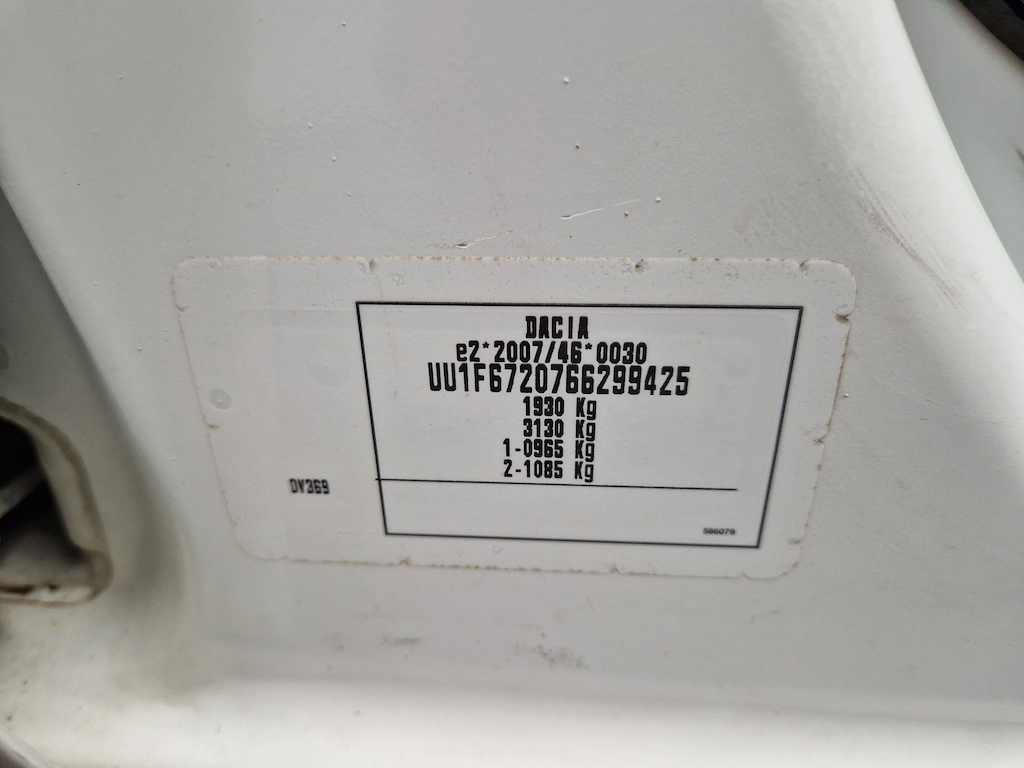 DACIA
e2*2007/46*0030
UU1F6720766299425
1930 Kg
3130 Kg
1-0965 Kg
2-1085 Kg
DV369
586079